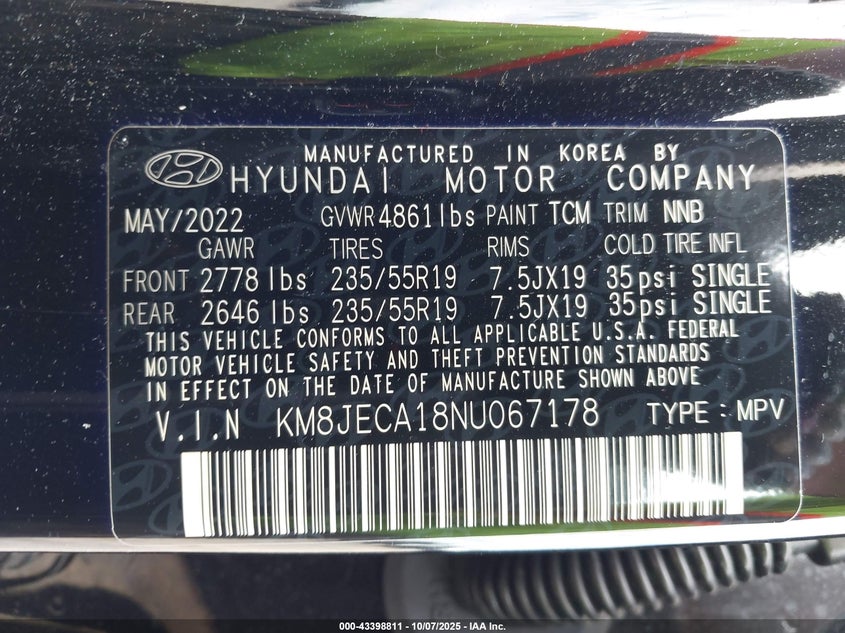 MANUFACTURED IN KOREA BY
HYUNDAI MOTOR COMPANY
MAY/2022 GVWR 4861lbs PAINT TCM TRIM NNB
GAWR TIRES RIMS COLD TIRE INFL
FRONT 2778 lbs 235/55R19 7.5JX19 35psi SINGLE
REAR 2646 lbs 235/55R19 7.5JX19 35psi SINGLE
THIS VEHICLE CONFORMS TO ALL APPLICABLE U.S.A. FEDERAL
MOTOR VEHICLE SAFETY AND THEFT PREVENTION STANDARDS
IN EFFECT ON THE DATE OF MANUFACTURE SHOWN ABOVE
V.I.N KM8JECA18NU067178 TYPE : MPV
000-43398811 - 10/07/2025 - IAA Inc.